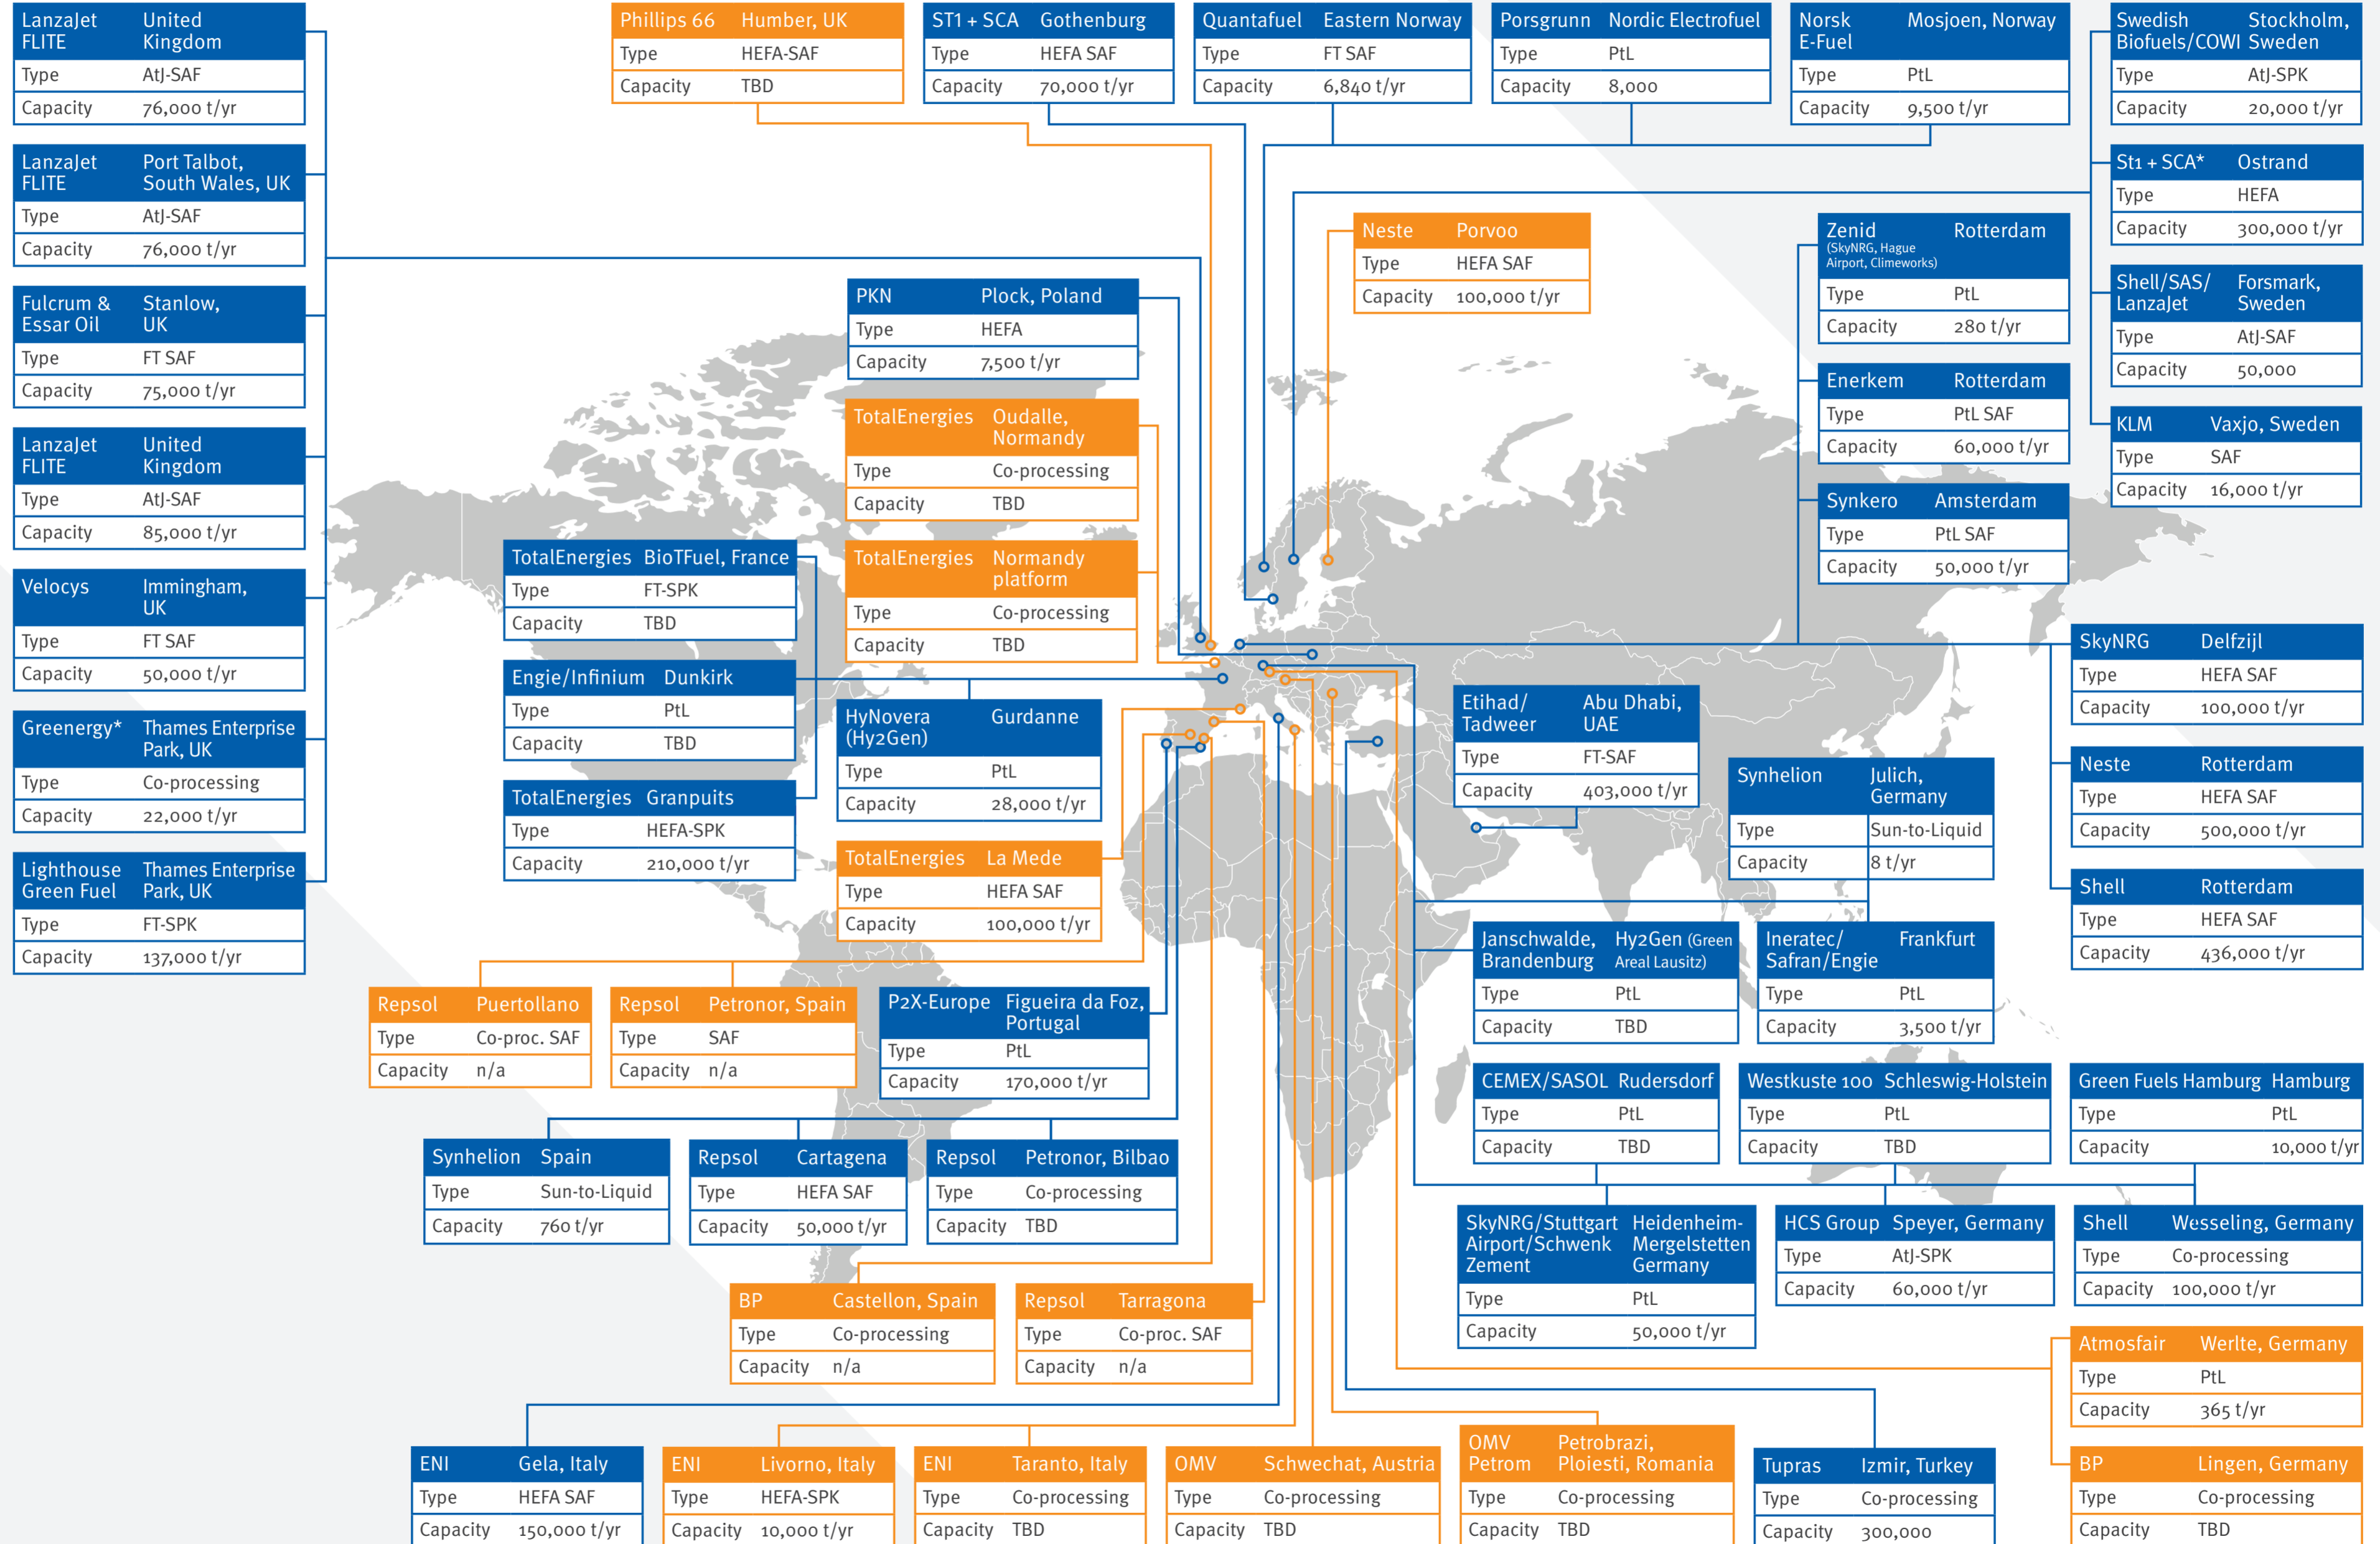 LanzaJet United
FLITE Kingdom
Type AtJ-SAF
Capacity 76,000 t/yr
LanzaJet Port Talbot,
FLITE South Wales, UK
Type AtJ-SAF
Capacity 76,000 t/yr
Fulcrum & Stanlow,
Essar Oil UK
Type FT SAF
Capacity 75,000 t/yr
LanzaJet United
FLITE Kingdom
Type AtJ-SAF
Capacity 85,000 t/yr
Velocys Immingham,
UK
Type FT SAF
Capacity 50,000 t/yr
Greenergy* Thames Enterprise
Park, UK
Type Co-processing
Capacity 22,000 t/yr
Lighthouse Thames Enterprise
Green Fuel Park, UK
Type FT-SPK
Capacity 137,000 t/yr
Phillips 66 Humber, UK
Type HEFA-SAF
Capacity TBD
ST1 + SCA Gothenburg
Type HEFA SAF
Capacity 70,000 t/yr
Quantafuel Eastern Norway
Type FT SAF
Capacity 6,840 t/yr
Porsgrunn Nordic Electrofuel
Type PtL
Capacity 8,000
Norsk Mosjoen, Norway
E-Fuel
Type PtL
Capacity 9,500 t/yr
Swedish Stockholm,
Biofuels/COWI Sweden
Type AtJ-SPK
Capacity 20,000 t/yr
St1 + SCA* Ostrand
Type HEFA
Capacity 300,000 t/yr
Shell/SAS/ Forsmark,
LanzaJet Sweden
Type AtJ-SAF
Capacity 50,000
KLM Vaxjo, Sweden
Type SAF
Capacity 16,000 t/yr
Neste Porvoo
Type HEFA SAF
Capacity 100,000 t/yr
Zenid Rotterdam
(SkyNRG, Hague
Airport, Climeworks)
Type PtL
Capacity 280 t/yr
Enerkem Rotterdam
Type PtL SAF
Capacity 60,000 t/yr
Synkero Amsterdam
Type PtL SAF
Capacity 50,000 t/yr
PKN Plock, Poland
Type HEFA
Capacity 7,500 t/yr
TotalEnergies Oudalle,
Normandy
Type Co-processing
Capacity TBD
TotalEnergies Normandy
platform
Type Co-processing
Capacity TBD
TotalEnergies BioTFuel, France
Type FT-SPK
Capacity TBD
Engie/Infinium Dunkirk
Type PtL
Capacity TBD
TotalEnergies Granpuits
Type HEFA-SPK
Capacity 210,000 t/yr
HyNovera Gurdanne
(Hy2Gen)
Type PtL
Capacity 28,000 t/yr
TotalEnergies La Mede
Type HEFA SAF
Capacity 100,000 t/yr
SkyNRG Delfzijl
Type HEFA SAF
Capacity 100,000 t/yr
Neste Rotterdam
Type HEFA SAF
Capacity 500,000 t/yr
Shell Rotterdam
Type HEFA SAF
Capacity 436,000 t/yr
Etihad/ Abu Dhabi,
Tadweer UAE
Type FT-SAF
Capacity 403,000 t/yr
Synhelion Julich,
Germany
Type Sun-to-Liquid
Capacity 8 t/yr
Janschwalde, Hy2Gen (Green
Brandenburg Areal Lausitz)
Type PtL
Capacity TBD
Ineratec/ Frankfurt
Safran/Engie
Type PtL
Capacity 3,500 t/yr
Repsol Puertollano
Type Co-proc. SAF
Capacity n/a
Repsol Petronor, Spain
Type SAF
Capacity n/a
P2X-Europe Figueira da Foz,
Portugal
Type PtL
Capacity 170,000 t/yr
CEMEX/SASOL Rudersdorf
Type PtL
Capacity TBD
Westkuste 100 Schleswig-Holstein
Type PtL
Capacity TBD
Green Fuels Hamburg Hamburg
Type PtL
Capacity 10,000 t/yr
Synhelion Spain
Type Sun-to-Liquid
Capacity 760 t/yr
Repsol Cartagena
Type HEFA SAF
Capacity 50,000 t/yr
Repsol Petronor, Bilbao
Type Co-processing
Capacity TBD
SkyNRG/Stuttgart Heidenheim-
Airport/Schwenk Mergelstetten
Zement Germany
Type PtL
Capacity 50,000 t/yr
HCS Group Speyer, Germany
Type AtJ-SPK
Capacity 60,000 t/yr
Shell Wesseling, Germany
Type Co-processing
Capacity 100,000 t/yr
BP Castellon, Spain
Type Co-processing
Capacity n/a
Repsol Tarragona
Type Co-proc. SAF
Capacity n/a
Atmosfair Werlte, Germany
Type PtL
Capacity 365 t/yr
ENI Gela, Italy
Type HEFA SAF
Capacity 150,000 t/yr
ENI Livorno, Italy
Type HEFA-SPK
Capacity 10,000 t/yr
ENI Taranto, Italy
Type Co-processing
Capacity TBD
OMV Schwechat, Austria
Type Co-processing
Capacity TBD
OMV Petrobrazi,
Petrom Ploiesti, Romania
Type Co-processing
Capacity TBD
Tupras Izmir, Turkey
Type Co-processing
Capacity 300,000
BP Lingen, Germany
Type Co-processing
Capacity TBD